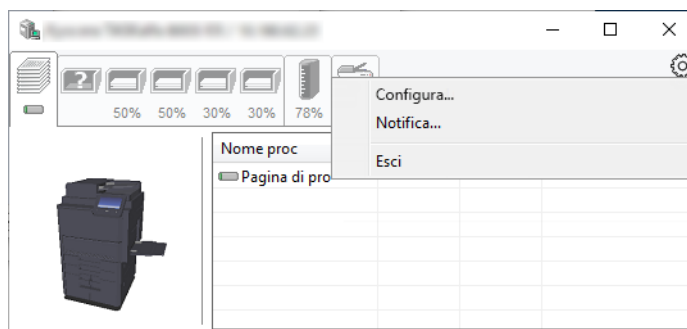 50% 50% 30% 30% 78%
Configura...
Notifica...
Esci
Nome proc
Pagina di pro